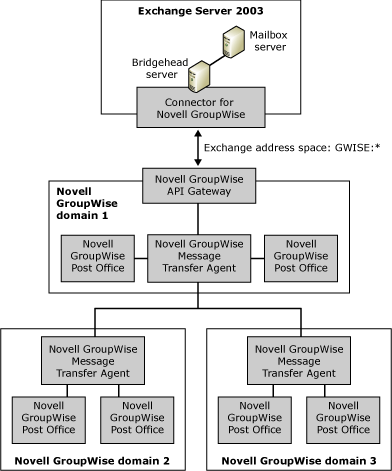 Exchange Server 2003
Mailbox
server
Bridgehead
server
Connector for
Novell GroupWise
Exchange address space: GWISE:*
Novell GroupWise
API Gateway
Novell
GroupWise
domain 1
Novell
GroupWise
Post Office
Novell GroupWise
Message
Transfer Agent
Novell
GroupWise
Post Office
Novell GroupWise
Message
Transfer Agent
Novell
GroupWise
Post Office
Novell
GroupWise
Post Office
Novell GroupWise domain 2
Novell GroupWise
Message
Transfer Agent
Novell
GroupWise
Post Office
Novell
GroupWise
Post Office
Novell GroupWise domain 3